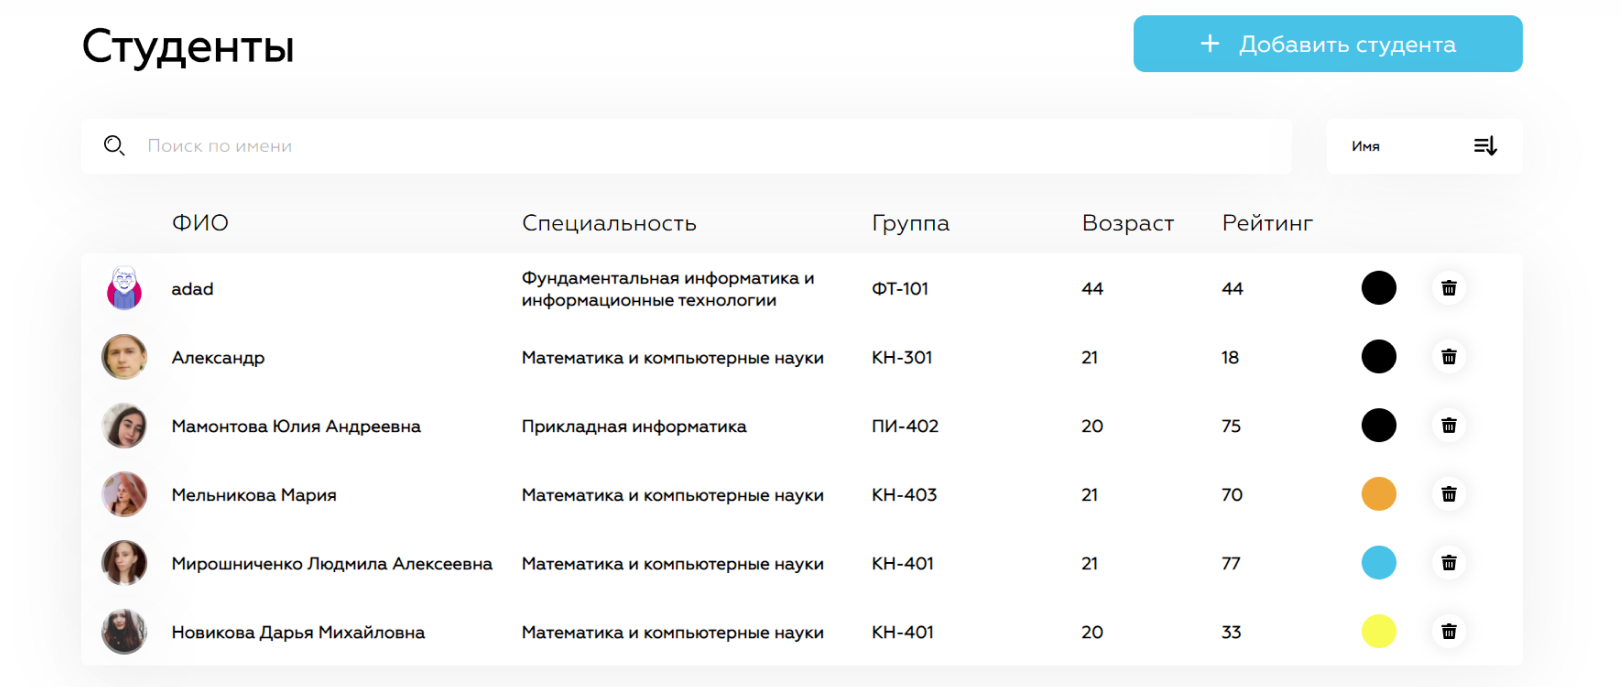 Студенты
+ Добавить студента
Поиск по имени
Имя
ФИО Специальность Группа Возраст Рейтинг
adad Фундаментальная информатика и информационные технологии ФТ-101 44 44
Александр Математика и компьютерные науки КН-301 21 18
Мамонтова Юлия Андреевна Прикладная информатика ПИ-402 20 75
Мельникова Мария Математика и компьютерные науки КН-403 21 70
Мирошниченко Людмила Алексеевна Математика и компьютерные науки КН-401 21 77
Новикова Дарья Михайловна Математика и компьютерные науки КН-401 20 33